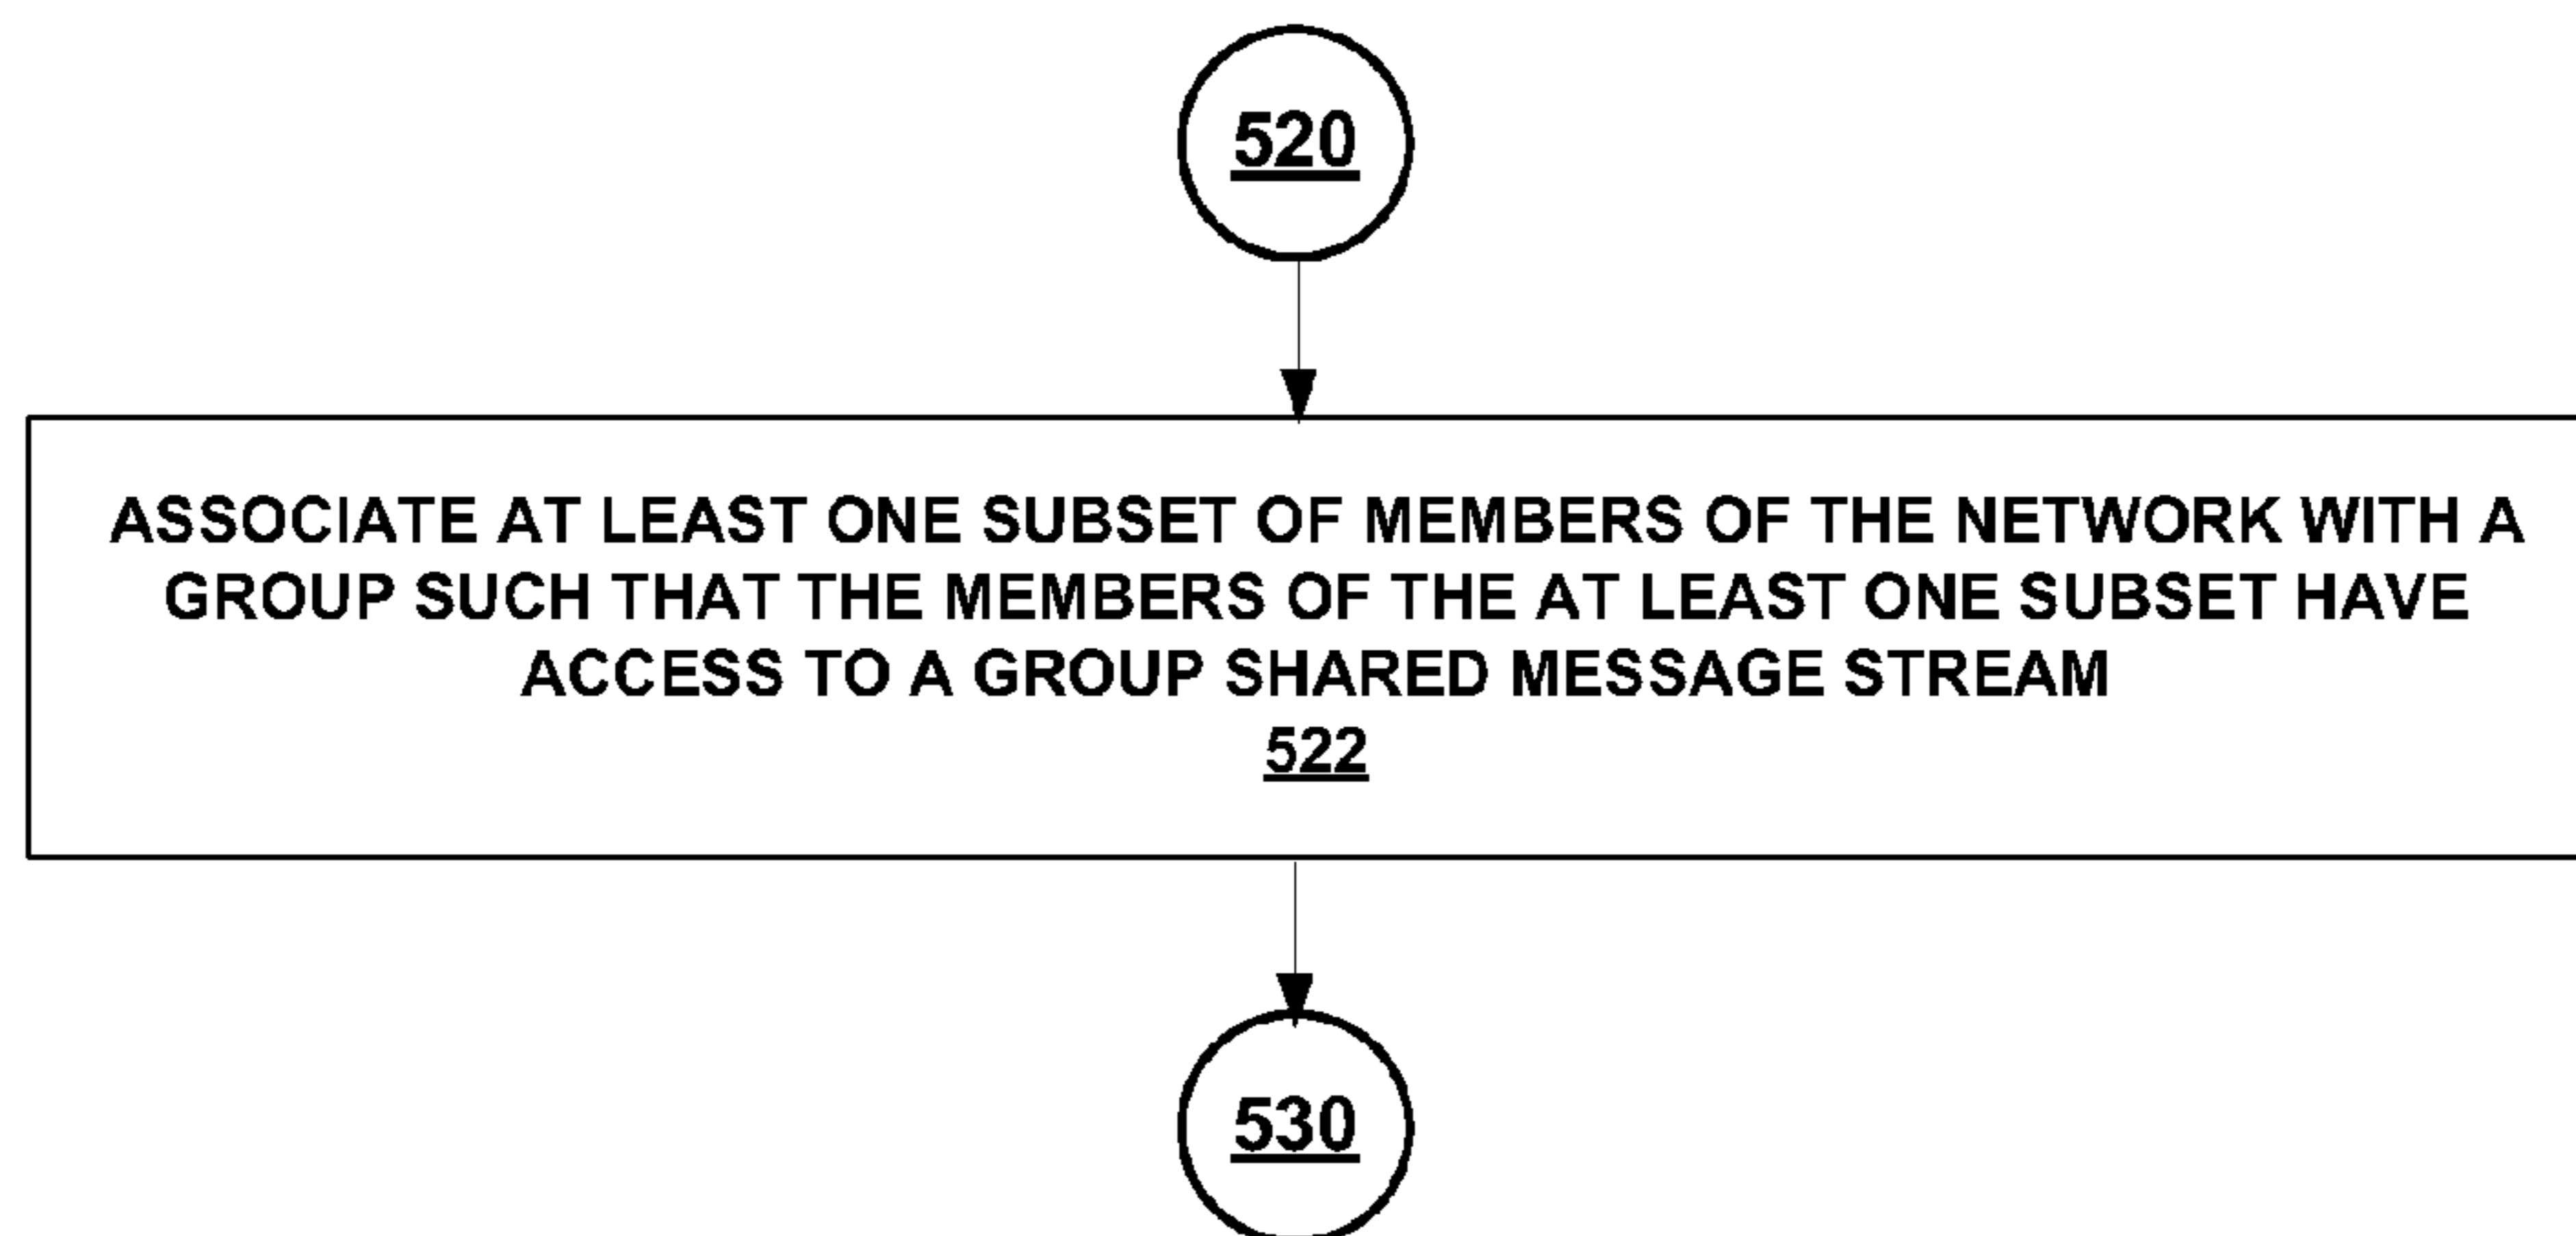 520
ASSOCIATE AT LEAST ONE SUBSET OF MEMBERS OF THE NETWORK WITH A
GROUP SUCH THAT THE MEMBERS OF THE AT LEAST ONE SUBSET HAVE
ACCESS TO A GROUP SHARED MESSAGE STREAM
522
530